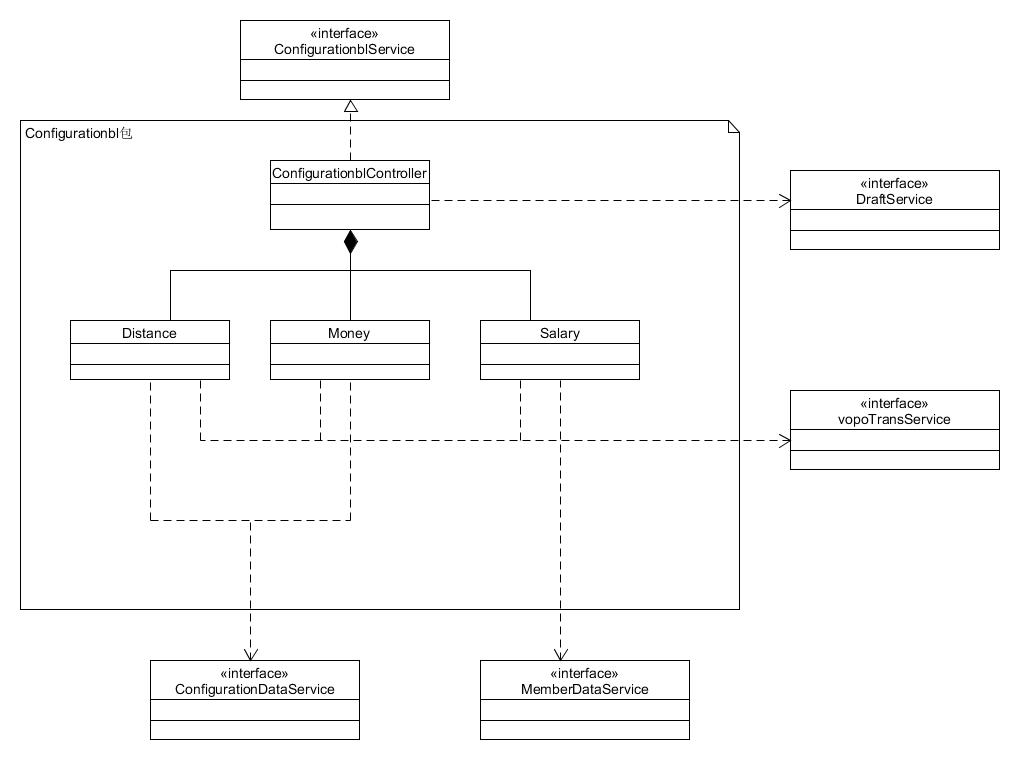 «interface»
ConfigurationblService
Configurationbl包
ConfigurationblController
«interface»
DraftService
Distance
Money
Salary
«interface»
vopoTransService
«interface»
ConfigurationDataService
«interface»
MemberDataService